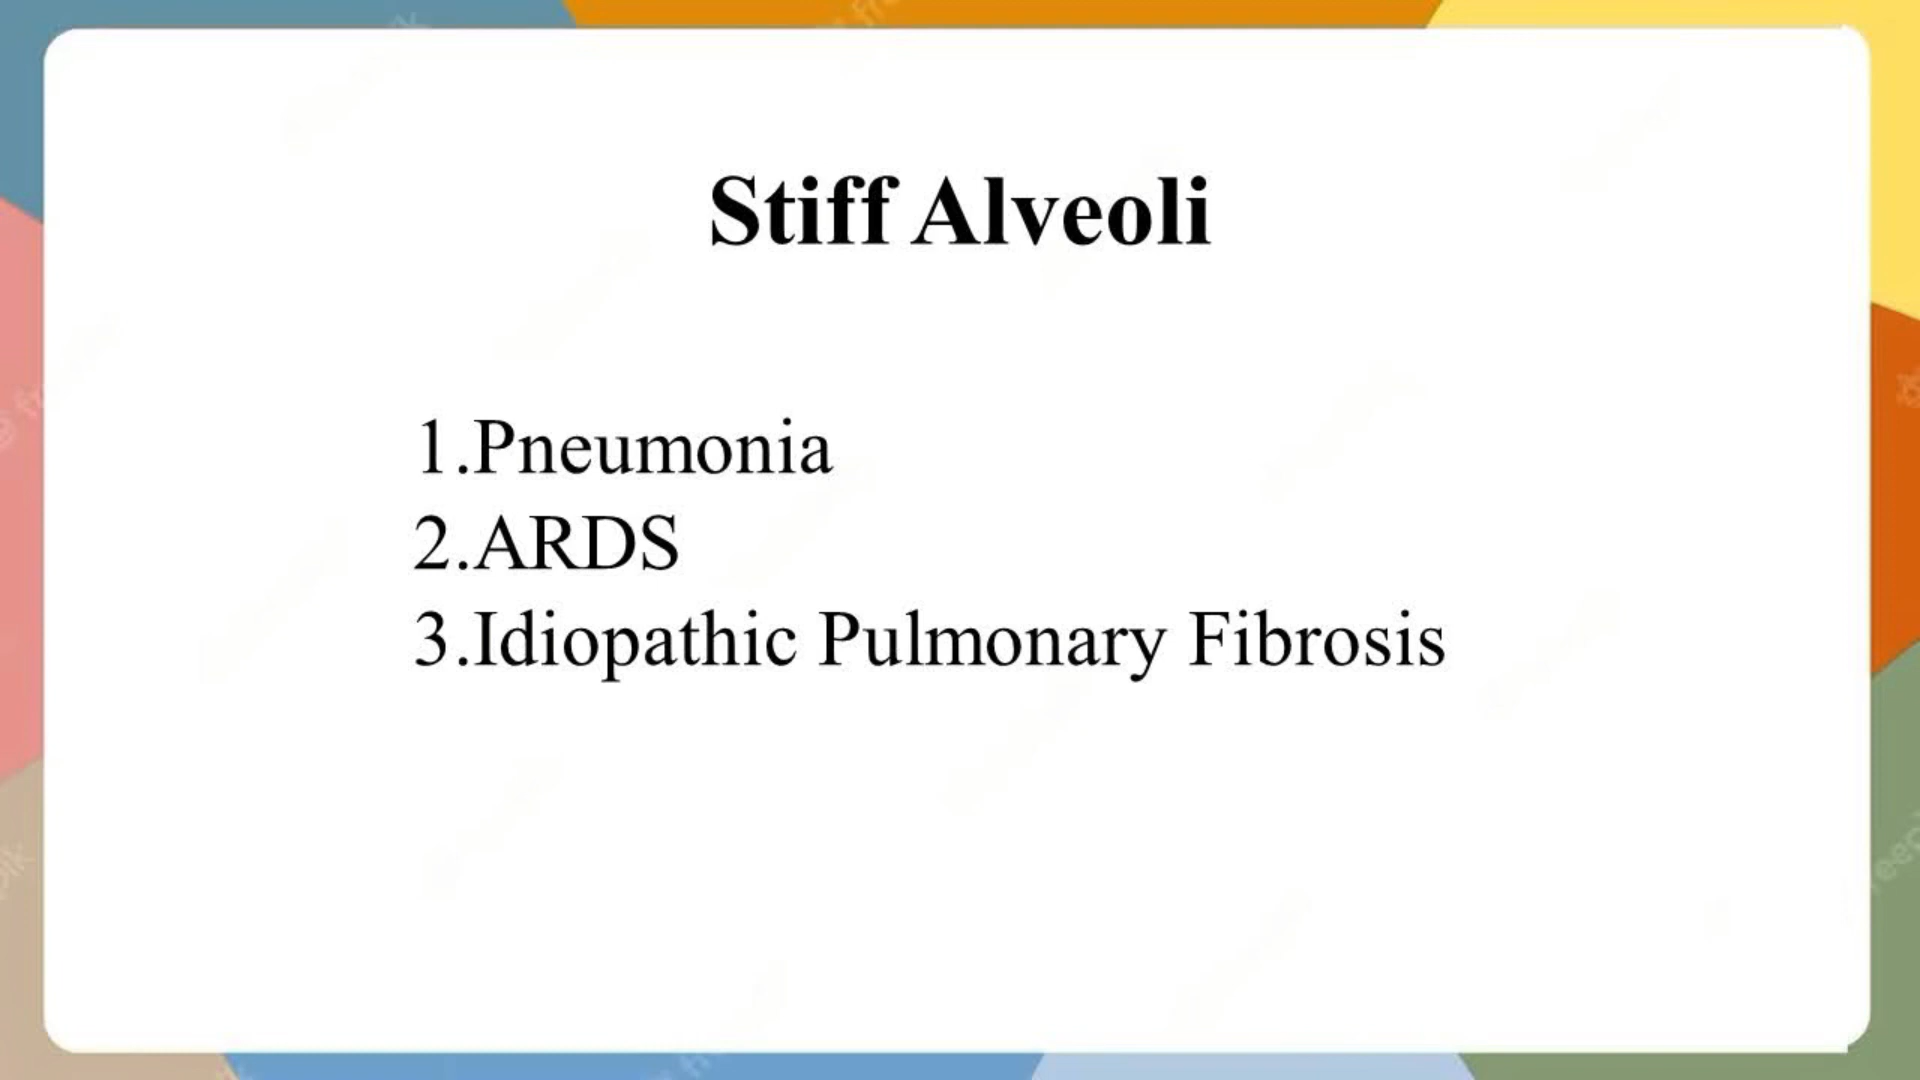 Stiff Alveoli
1.Pneumonia
2.ARDS
3.Idiopathic Pulmonary Fibrosis